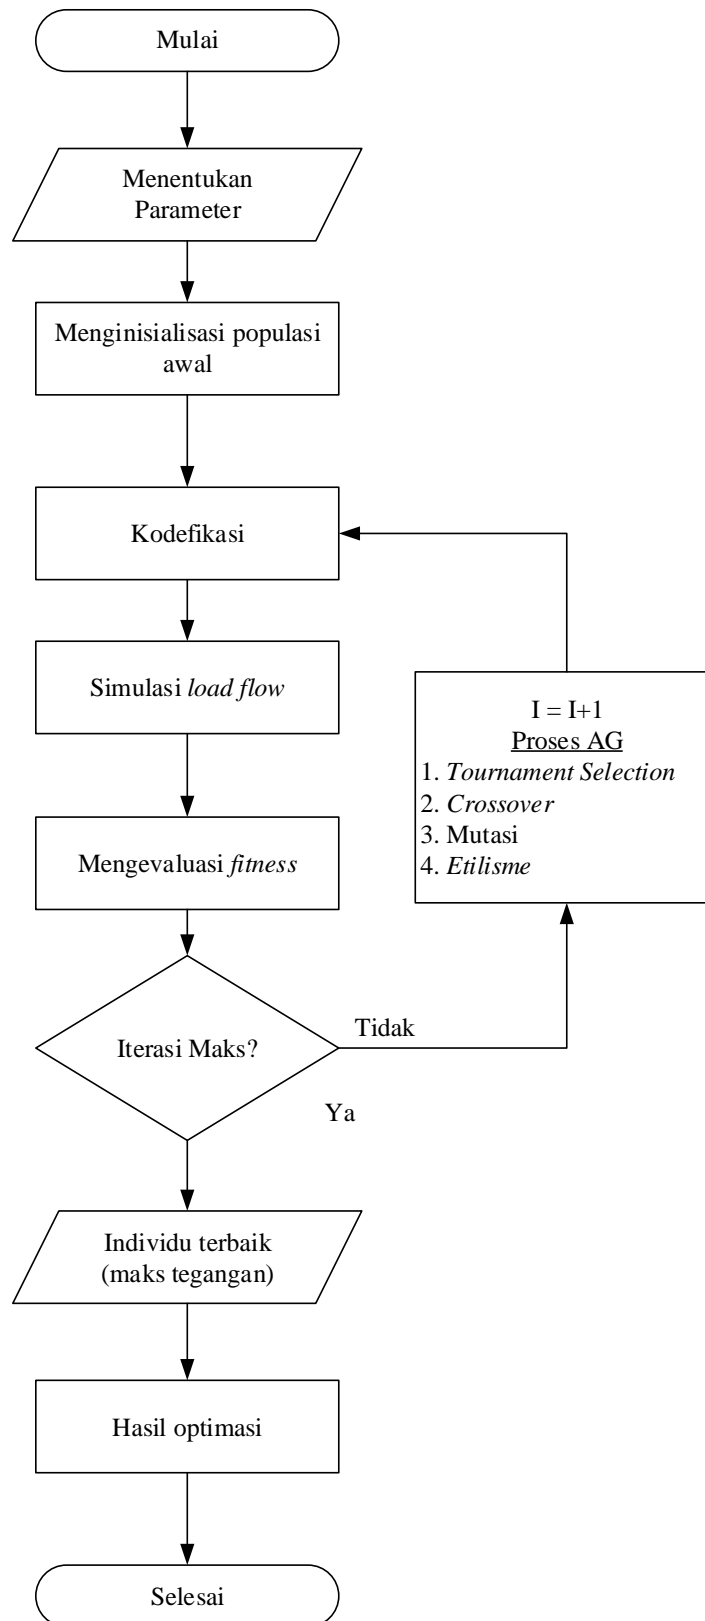 Mulai
Menentukan
Parameter
Menginisialisasi populasi
awal
Kodefikasi
Simulasi load flow
I = I+1
Proses AG
1. Tournament Selection
2. Crossover
3. Mutasi
4. Etilisme
Mengevaluasi fitness
Iterasi Maks?
Tidak
Ya
Individu terbaik
(maks tegangan)
Hasil optimasi
Selesai